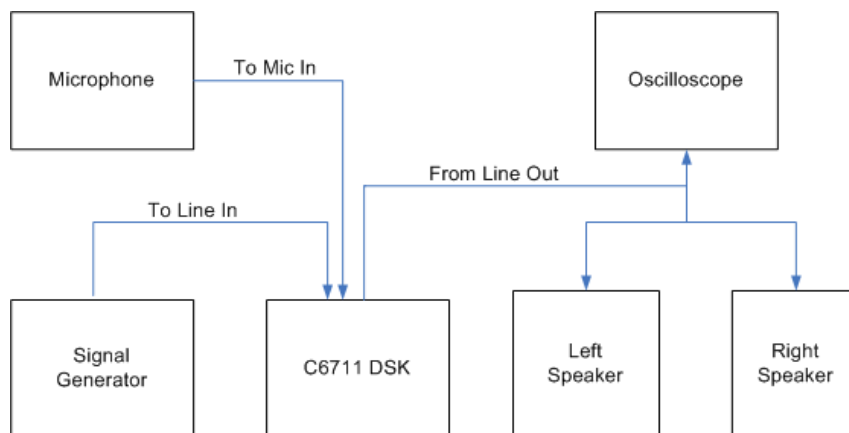 Microphone
To Mic In
Oscilloscope
From Line Out
To Line In
Signal
Generator
C6711 DSK
Left
Speaker
Right
Speaker